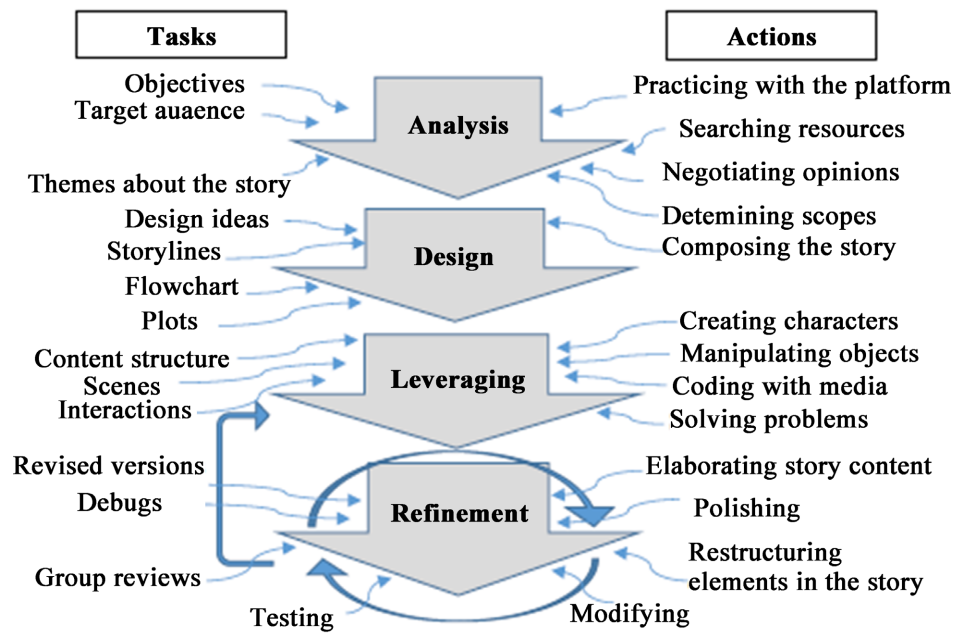 Tasks
Actions
Objectives
Target auaence
Themes about the story
Analysis
Practicing with the platform
Searching resources
Negotiating opinions
Detemining scopes
Design ideas
Storylines
Flowchart
Plots
Design
Composing the story
Content structure
Scenes
Interactions
Leveraging
Creating characters
Manipulating objects
Coding with media
Solving problems
Revised versions
Debugs
Group reviews
Testing
Refinement
Elaborating story content
Polishing
Restructuring
elements in the story
Modifying